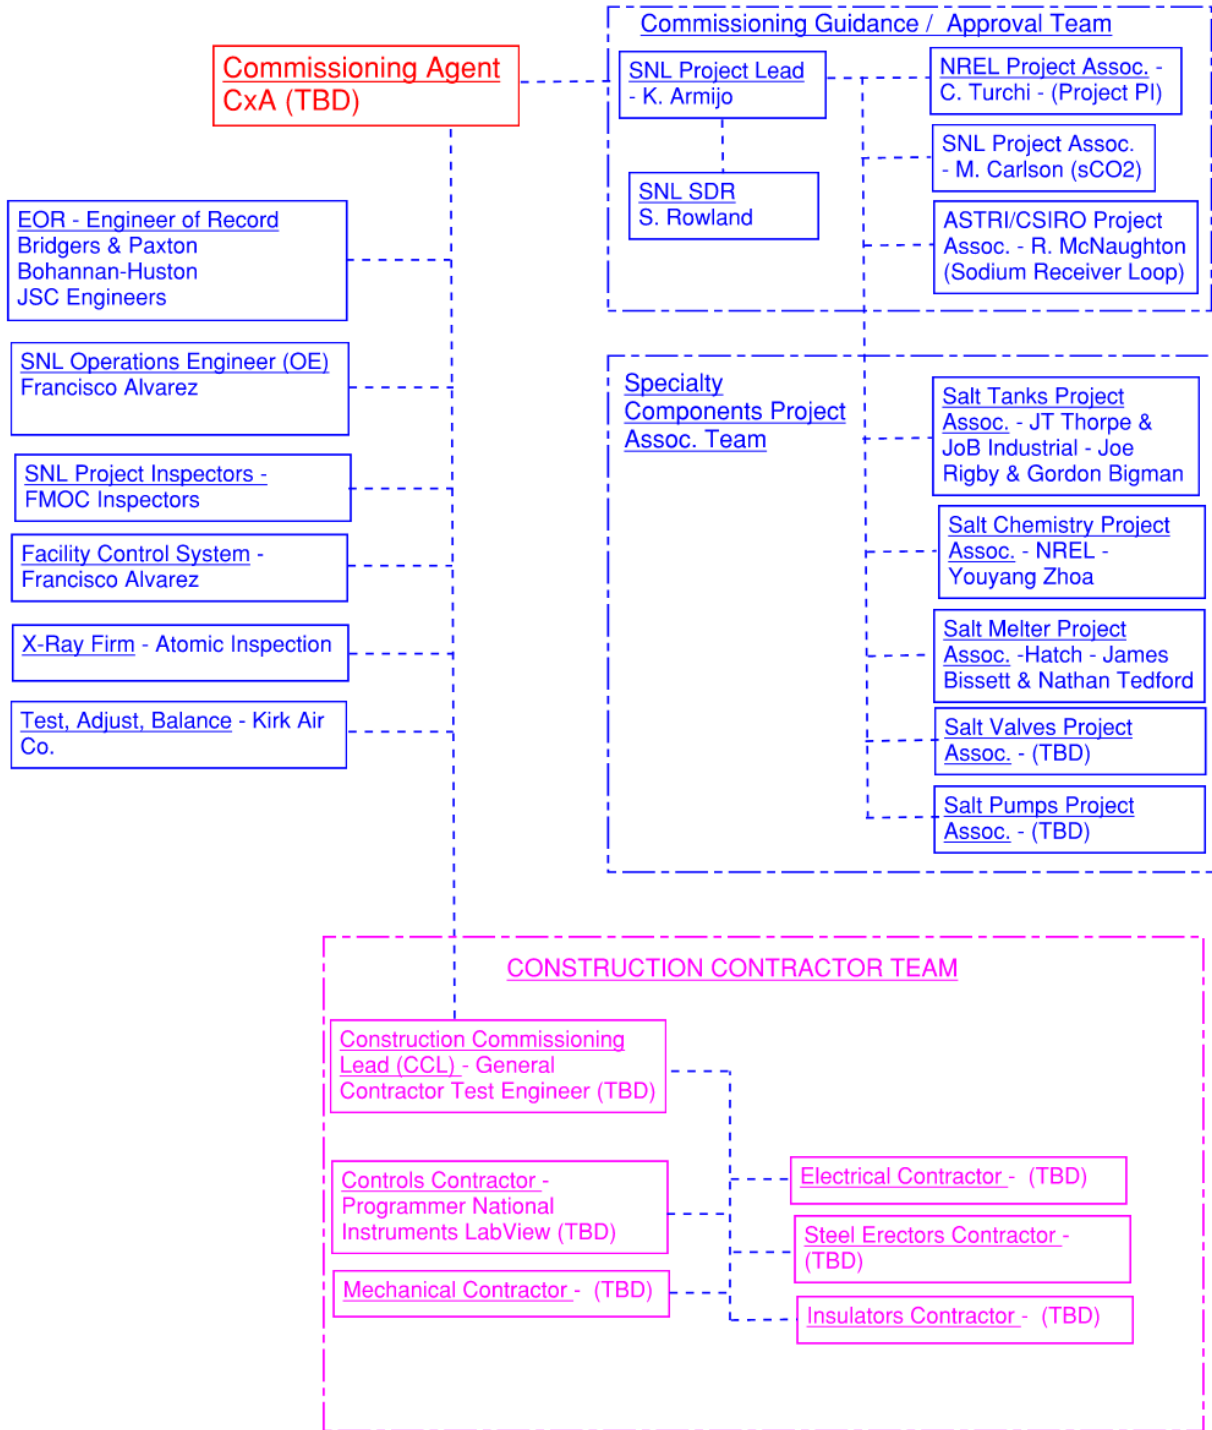 Commissioning Guidance / Approval Team
Commissioning Agent
CxA (TBD)
SNL Project Lead
- K. Armijo
NREL Project Assoc. -
C. Turchi - (Project PI)
SNL Project Assoc.
- M. Carlson (sCO2)
SNL SDR
S. Rowland
ASTRI/CSIRO Project
Assoc. - R. McNaughton
(Sodium Receiver Loop)
EOR - Engineer of Record
Bridgers & Paxton
Bohannan-Huston
JSC Engineers
SNL Operations Engineer (OE)
Francisco Alvarez
SNL Project Inspectors -
FMOC Inspectors
Facility Control System -
Francisco Alvarez
X-Ray Firm - Atomic Inspection
Test, Adjust, Balance - Kirk Air
Co.
Specialty
Components Project
Assoc. Team
Salt Tanks Project
Assoc. - JT Thorpe &
JoB Industrial - Joe
Rigby & Gordon Bigman
Salt Chemistry Project
Assoc. - NREL -
Youyang Zhoa
Salt Melter Project
Assoc. -Hatch - James
Bissett & Nathan Tedford
Salt Valves Project
Assoc. - (TBD)
Salt Pumps Project
Assoc. - (TBD)
CONSTRUCTION CONTRACTOR TEAM
Construction Commissioning
Lead (CCL) - General
Contractor Test Engineer (TBD)
Controls Contractor -
Programmer National
Instruments LabView (TBD)
Mechanical Contractor - (TBD)
Electrical Contractor - (TBD)
Steel Erectors Contractor -
(TBD)
Insulators Contractor - (TBD)